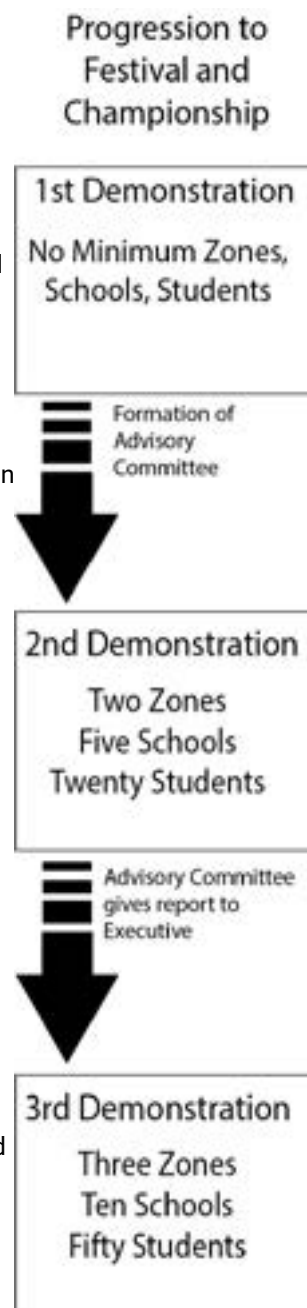 Progression to
Festival and
Championship
1st Demonstration
No Minimum Zones,
Schools, Students
Formation of
Advisory
Committee
2nd Demonstration
Two Zones
Five Schools
Twenty Students
Advisory Committee
gives report to
Executive
3rd Demonstration
Three Zones
Ten Schools
Fifty Students